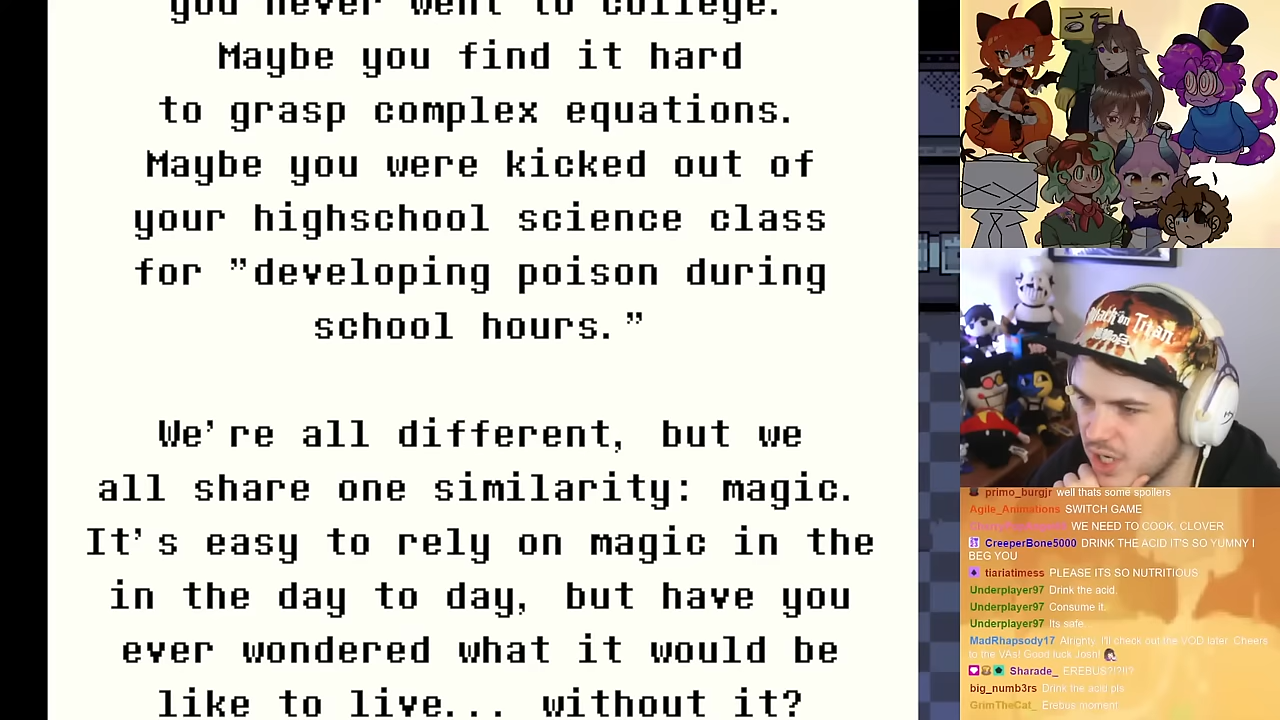 you never went to college.
Maybe you find it hard
to grasp complex equations.
Maybe you were kicked out of
your highschool science class
for "developing poison during
school hours."
We're all different, but we
all share one similarity: magic.
It's easy to rely on magic in the
in the day to day, but have you
ever wondered what it would be
like to live... without it?
Attack on Titan
primo_burgjr well thats some spoilers
Agile_Animations SWITCH GAME
WE NEED TO COOK, CLOVER
CreeperBone5000 DRINK THE ACID IT'S SO YUMNY I
BEG YOU
tiariatimess PLEASE ITS SO NUTRITIOUS
Underplayer97 Drink the acid.
Underplayer97 Consume it.
Underplayer97 Its safe
MadRhapsody17 Alrighty, I'll check out the VOD later. Cheers
to the VAs! Good luck Josh!
Sharade_ EREBUS?!?!!?
big_numb3rs Drink the acid pls
GrimTheCat_ Erebus moment